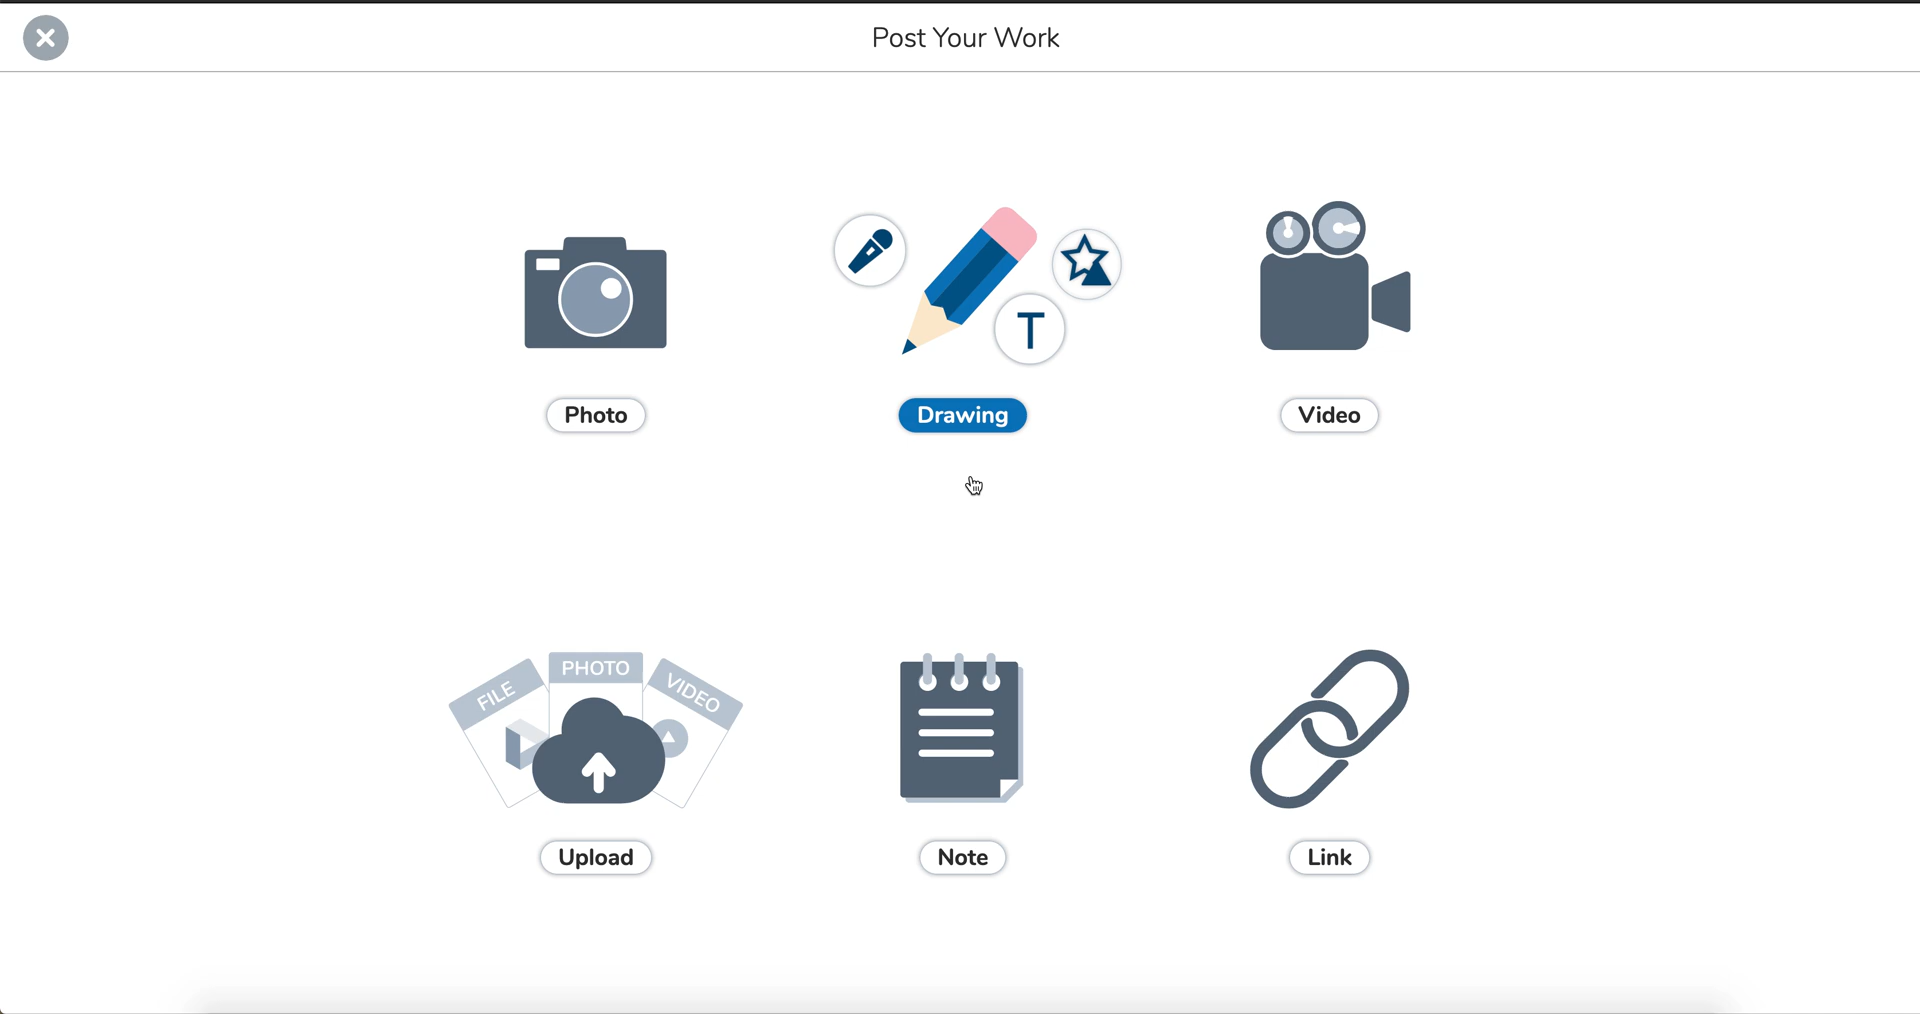 Post Your Work
T
Photo
Drawing
Video
FILE
PHOTO
VIDEO
Upload
Note
Link